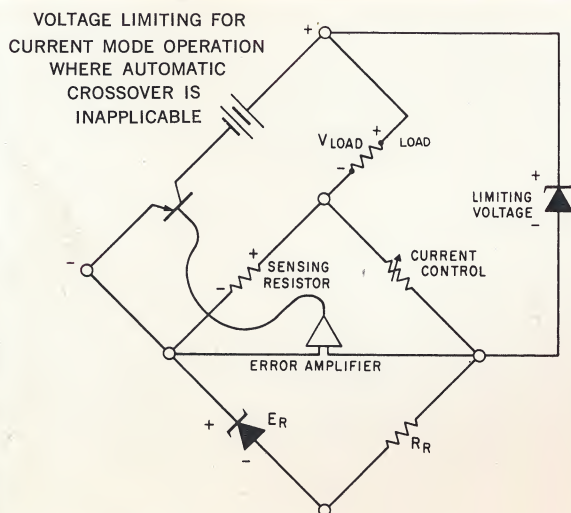 VOLTAGE LIMITING FOR
CURRENT MODE OPERATION
WHERE AUTOMATIC
CROSSOVER IS
INAPPLICABLE
+
V LOAD
+
-
LOAD
+
-
LIMITING
VOLTAGE
-
+
-
SENSING
RESISTOR
CURRENT
CONTROL
ERROR AMPLIFIER
+
-
ER
RR